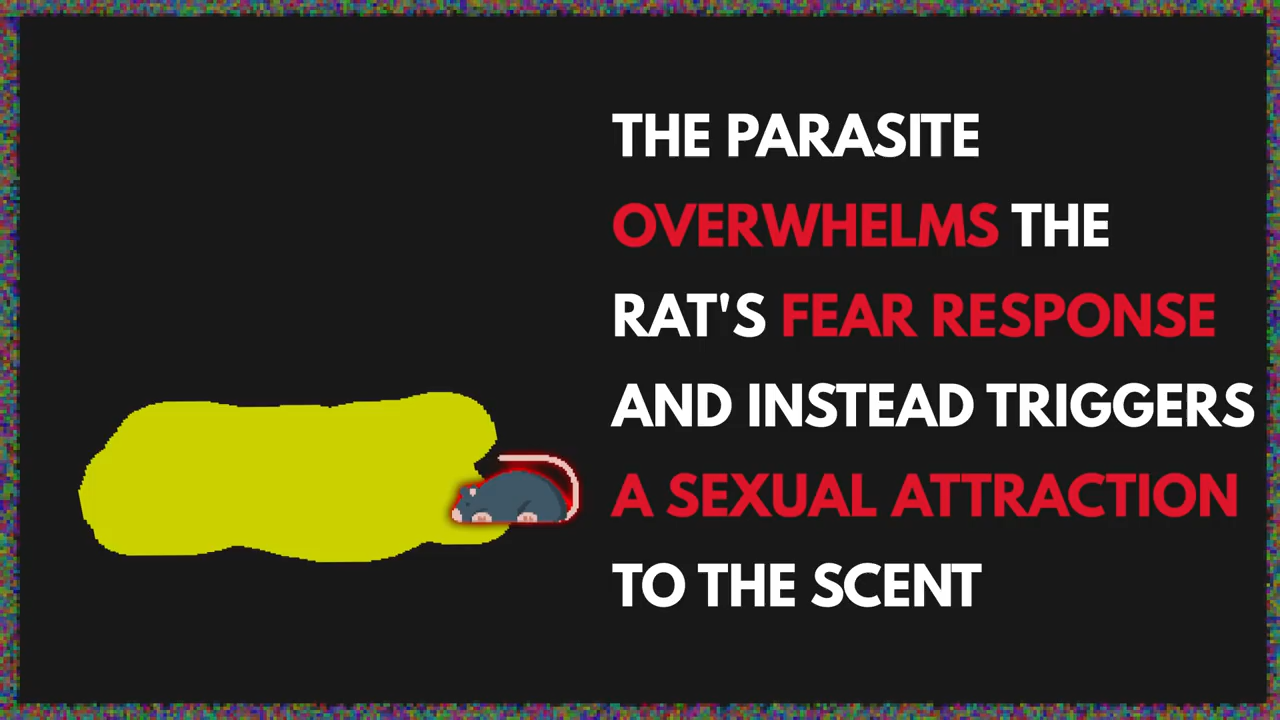 THE PARASITE
OVERWHELMS THE
RAT'S FEAR RESPONSE
AND INSTEAD TRIGGERS
A SEXUAL ATTRACTION
TO THE SCENT